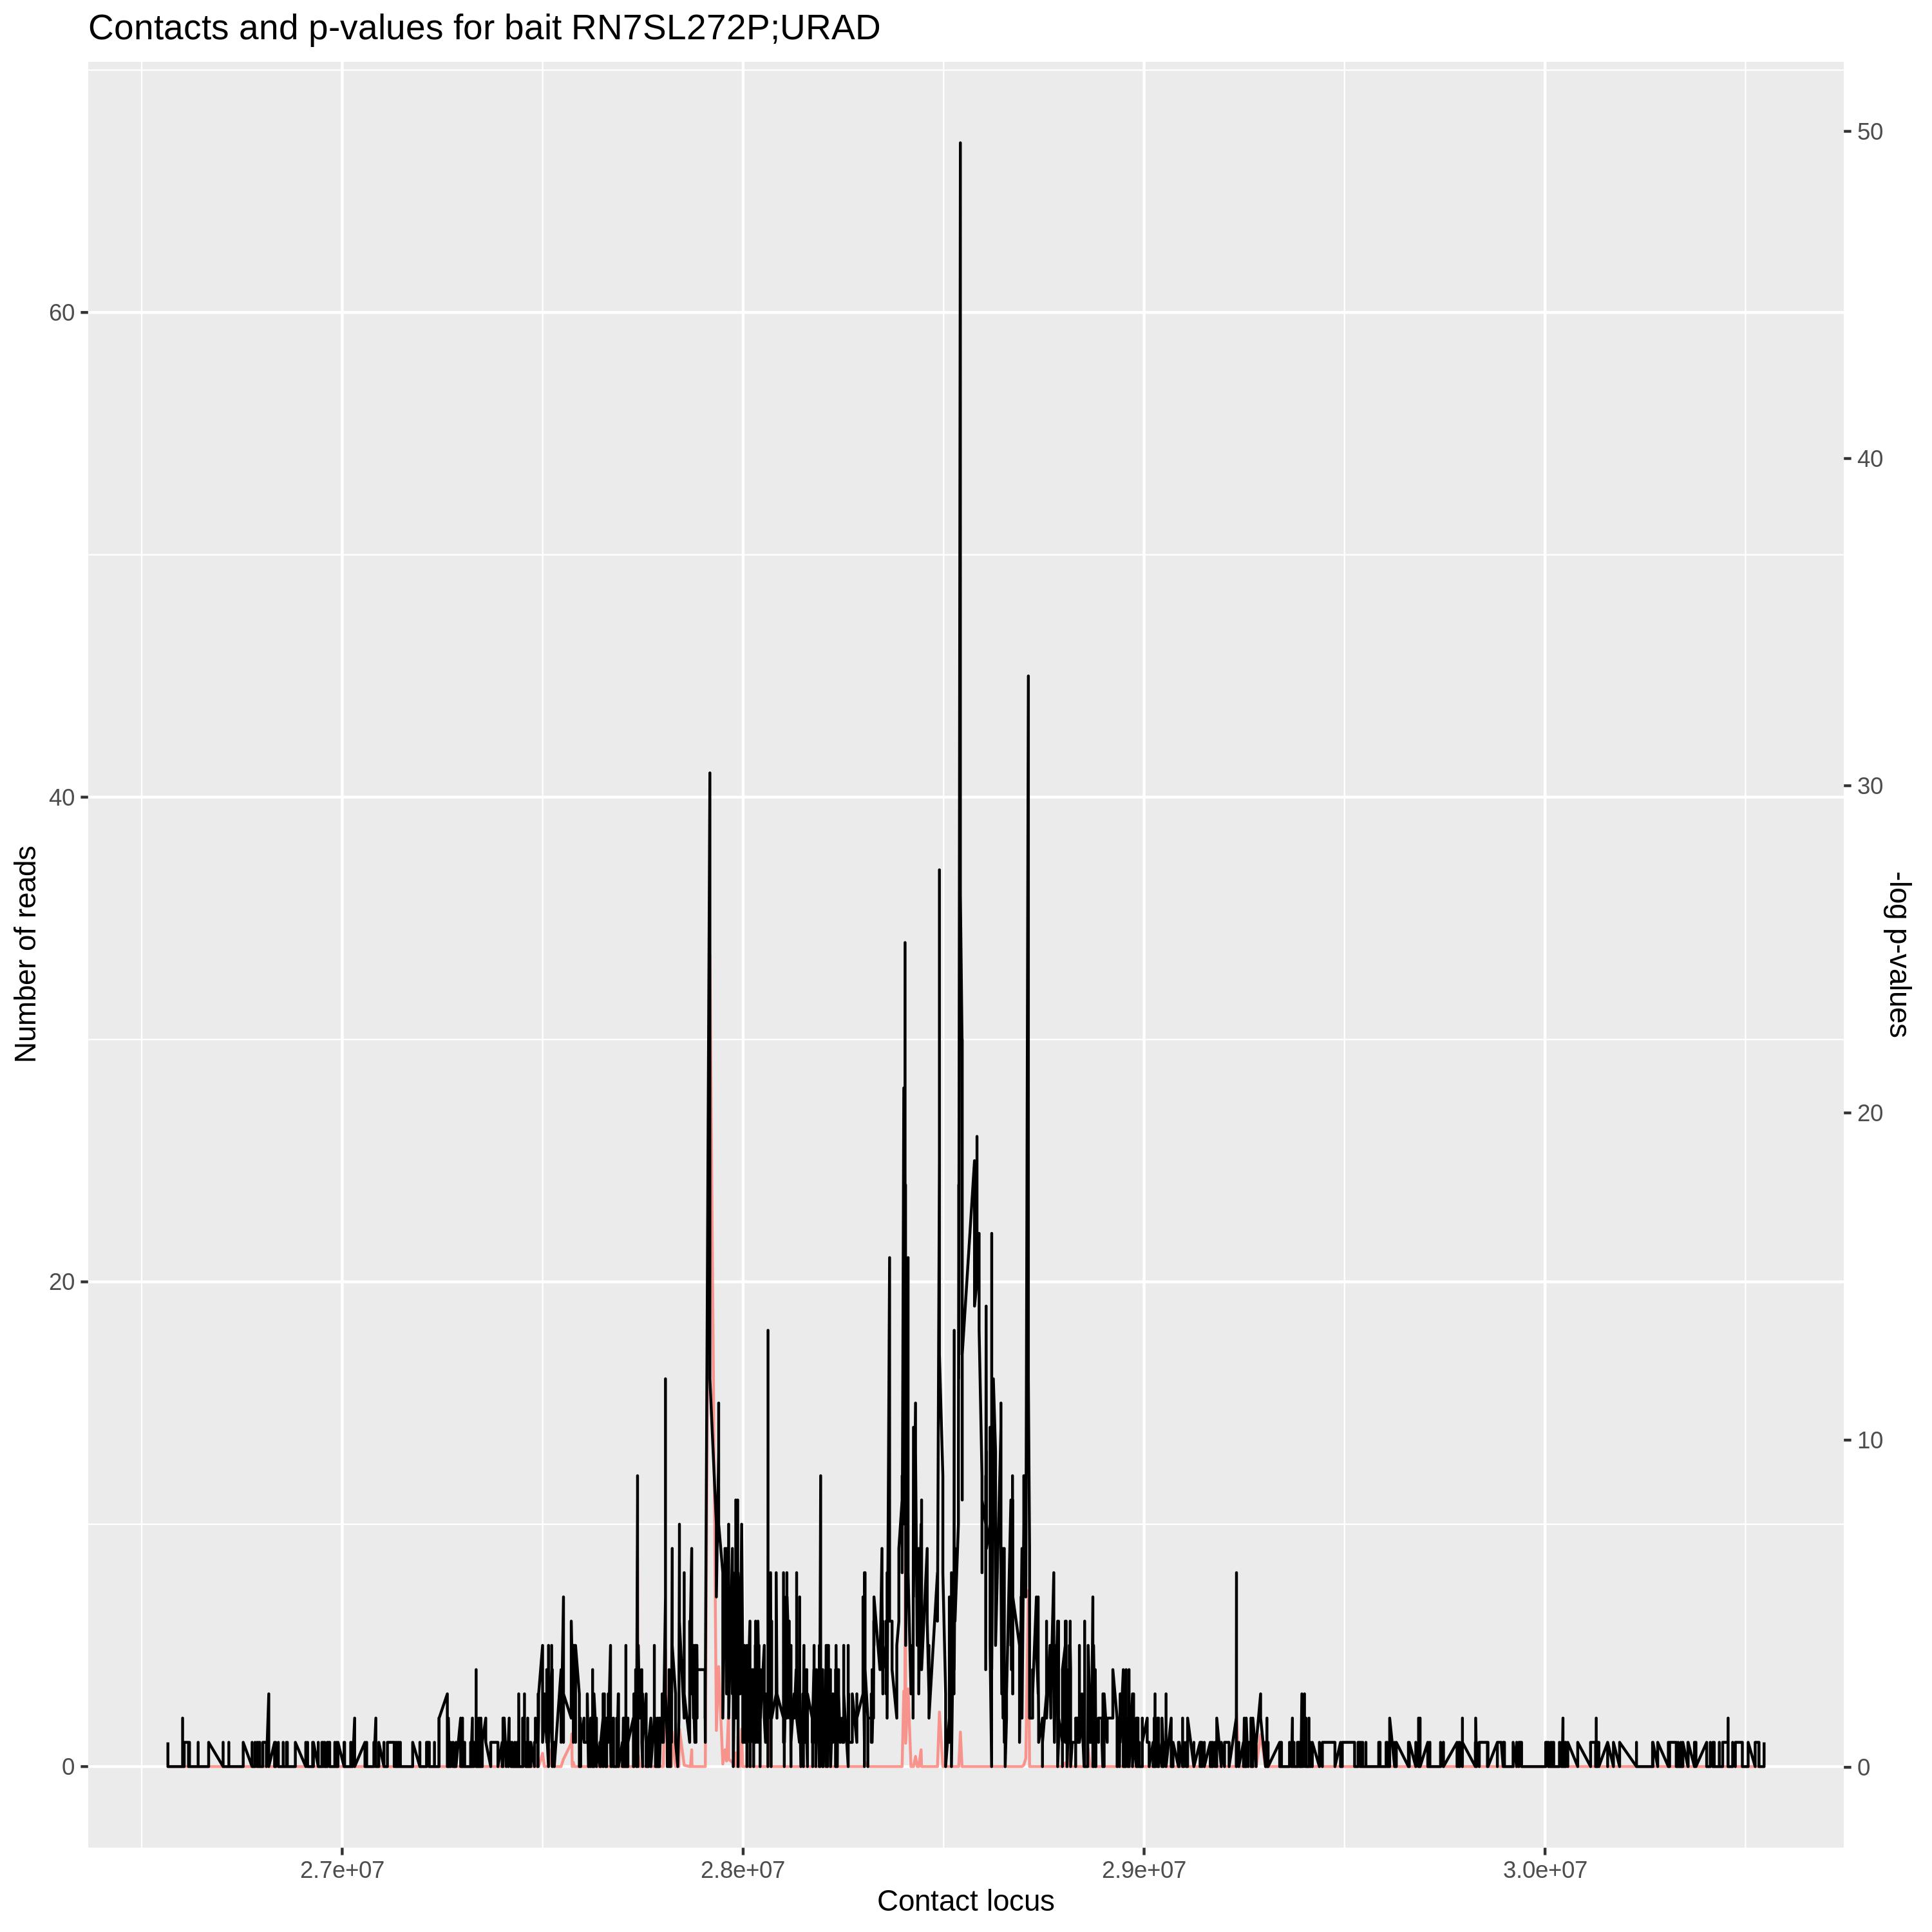 Contacts and p-values for bait RN7SL272P;URAD
Number of reads
60
40
20
0
50
40
30
20
10
0
-log p-values
2.7e+07 2.8e+07 2.9e+07 3.0e+07
Contact locus